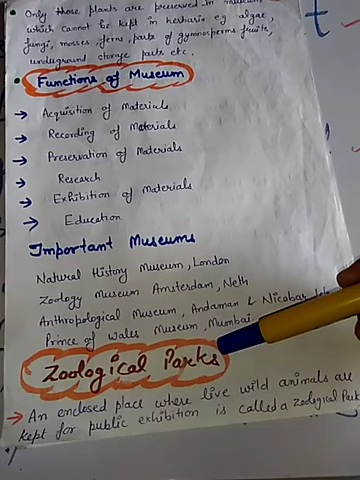 Only those plants are preserved in museum
which cannot be kept in herbaria eg algae,
fungi, mosses, ferns, parts of gymnosperms fruits,
underground storage parts etc.
Functions of Museum
→ Acquisition of Materials
→ Recording of Materials
→ Preservation of Materials
→ Research
→ Exhibition of Materials
→ Education
Important Museums
Natural History Museum, London
Zoology Museum Amsterdam, Neth
Anthropological Museum, Andaman & Nicobar
Prince of Wales Museum, Mumbai
Zoological Parks
→ An enclosed place where live wild animals are
kept for public exhibition is called a Zoological Park